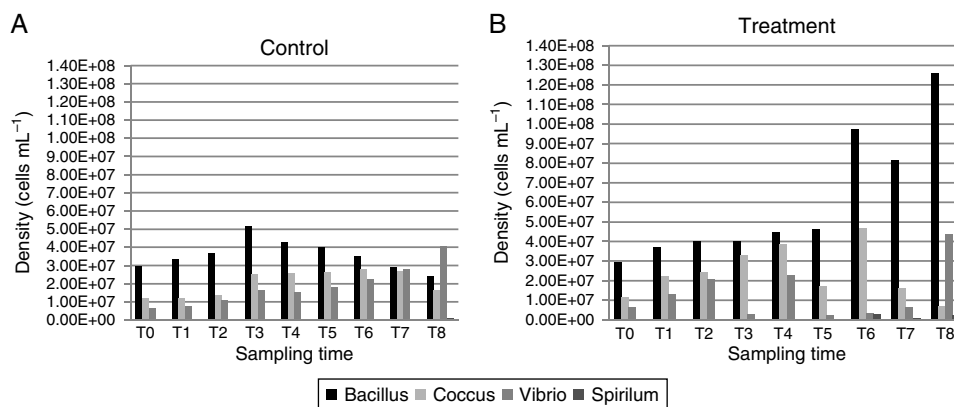 A
Control
Density (cells mL⁻¹)
1.40E+08
1.30E+08
1.20E+08
1.10E+08
1.00E+08
9.00E+07
8.00E+07
7.00E+07
6.00E+07
5.00E+07
4.00E+07
3.00E+07
2.00E+07
1.00E+07
0.00E+00
T0 T1 T2 T3 T4 T5 T6 T7 T8
Sampling time
B
Treatment
Density (cells mL⁻¹)
1.40E+08
1.30E+08
1.20E+08
1.10E+08
1.00E+08
9.00E+07
8.00E+07
7.00E+07
6.00E+07
5.00E+07
4.00E+07
3.00E+07
2.00E+07
1.00E+07
0.00E+00
T0 T1 T2 T3 T4 T5 T6 T7 T8
Sampling time
Bacillus Coccus Vibrio Spirilum